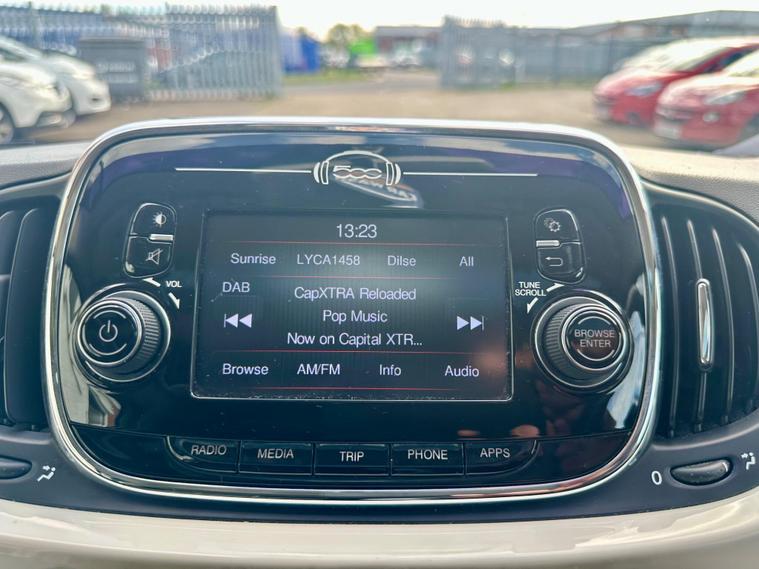 500
13:23
Sunrise LYCA1458 Dilse All
DAB
CapXTRA Reloaded
Pop Music
Now on Capital XTR...
Browse AM/FM Info Audio
VOL
TUNE
SCROLL
BROWSE
ENTER
RADIO MEDIA TRIP PHONE APPS
0